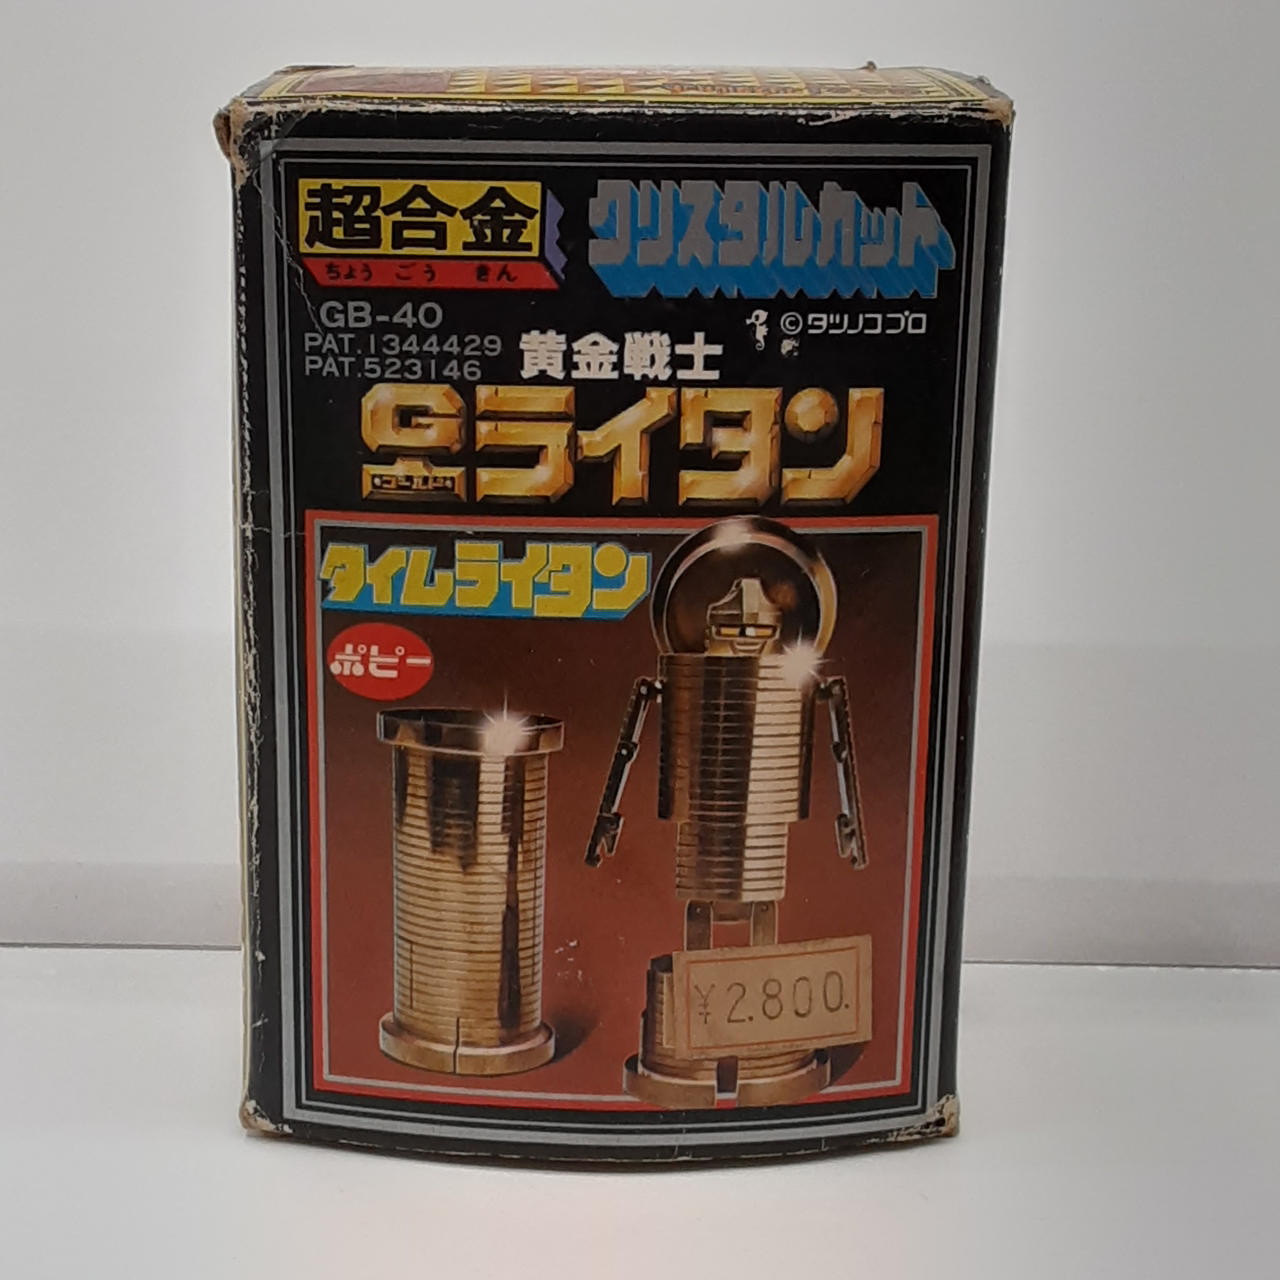 超合金
ちょう ごう きん
クリスタルカット
GB-40
PAT.1344429
PAT.523146
©タツノコプロ
黄金戦士
Gライタン
ゴールド
タイムライタン
ポピー
¥2.800.